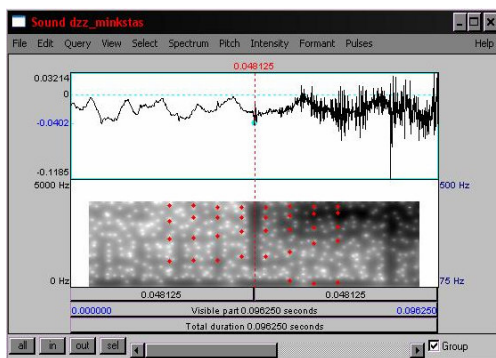 Sound dzz_minkstas
File Edit Query View Select Spectrum Pitch Intensity Formant Pulses Help
0.048125
0.03214
0
-0.0402
-0.1185
5000 Hz 500 Hz
0 Hz 75 Hz
0.048125 0.048125
0.000000 Visible part 0.096250 seconds 0.096250
Total duration 0.096250 seconds
all in out sel Group